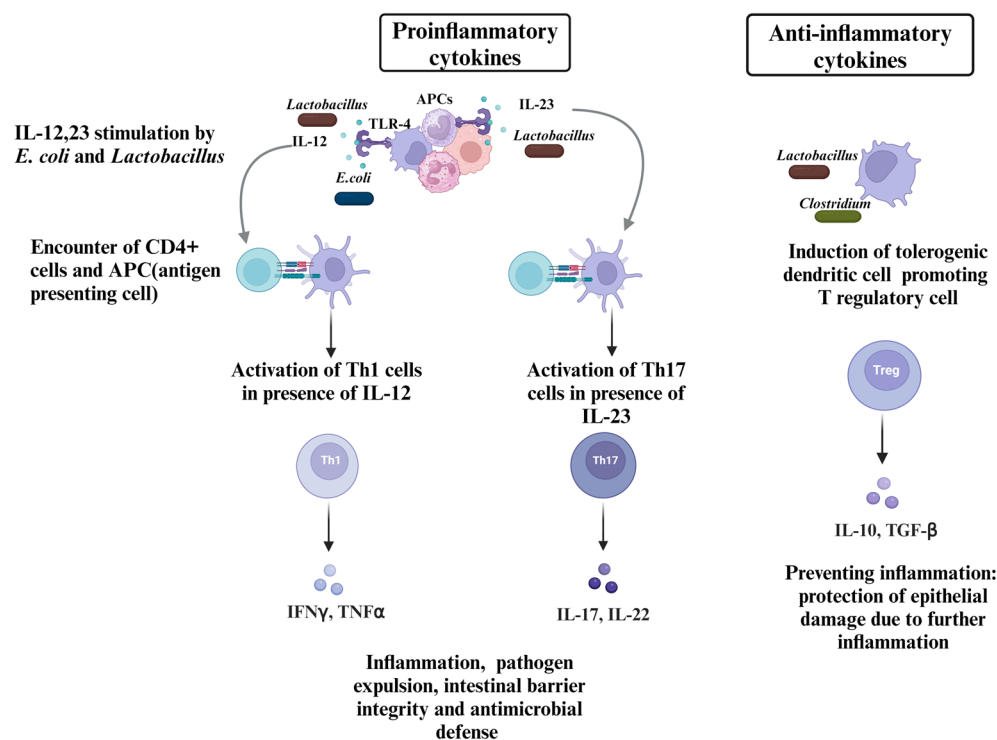 Proinflammatory
cytokines
Anti-inflammatory
cytokines
IL-12,23 stimulation by
E. coli and Lactobacillus
Lactobacillus
IL-12
TLR-4
APCs
IL-23
Lactobacillus
E.coli
Lactobacillus
Clostridium
Encounter of CD4+
cells and APC(antigen
presenting cell)
Induction of tolerogenic
dendritic cell promoting
T regulatory cell
Activation of Th1 cells
in presence of IL-12
Activation of Th17
cells in presence of
IL-23
Treg
Th1
Th17
IL-10, TGF-β
IFNγ, TNFα
IL-17, IL-22
Preventing inflammation:
protection of epithelial
damage due to further
inflammation
Inflammation, pathogen
expulsion, intestinal barrier
integrity and antimicrobial
defense